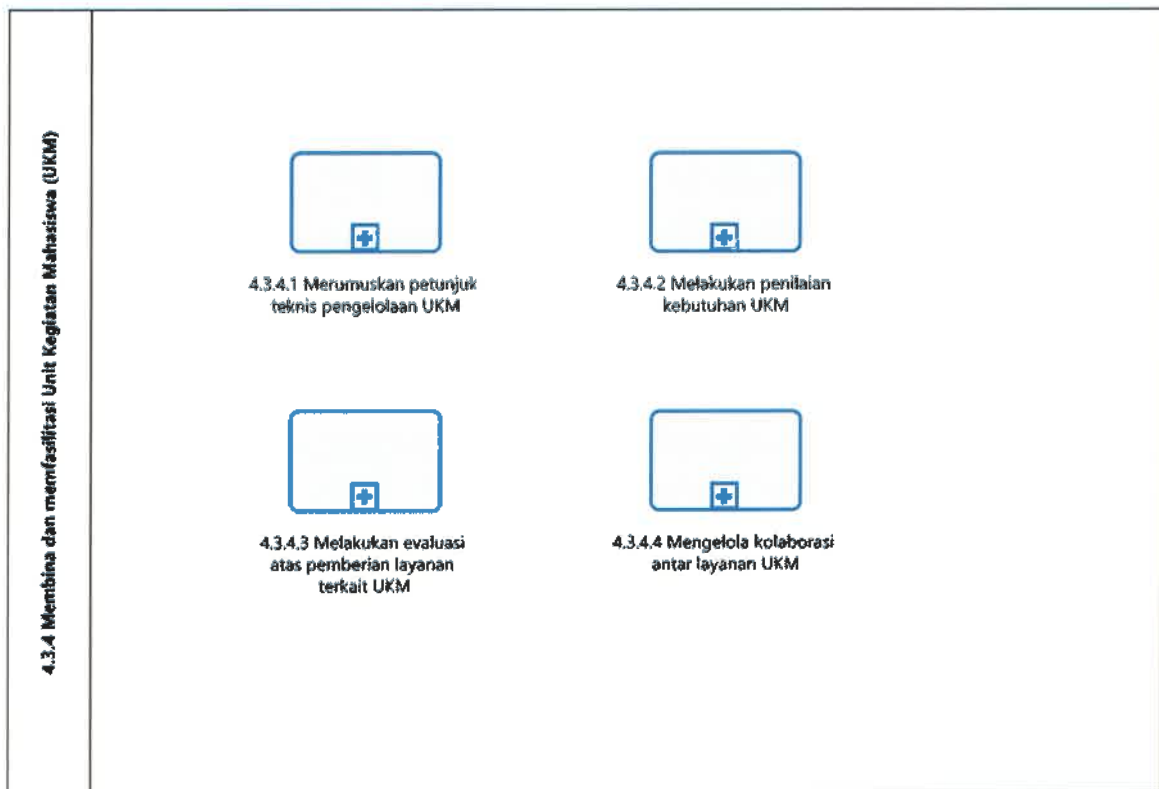 4.3.4 Membina dan memfasilitasi Unit Kegiatan Mahasiswa (UKM)
4.3.4.1 Merumuskan petunjuk
teknis pengelolaan UKM
4.3.4.2 Melakukan penilaian
kebutuhan UKM
4.3.4.3 Melakukan evaluasi
atas pemberian layanan
terkait UKM
4.3.4.4 Mengelola kolaborasi
antar layanan UKM